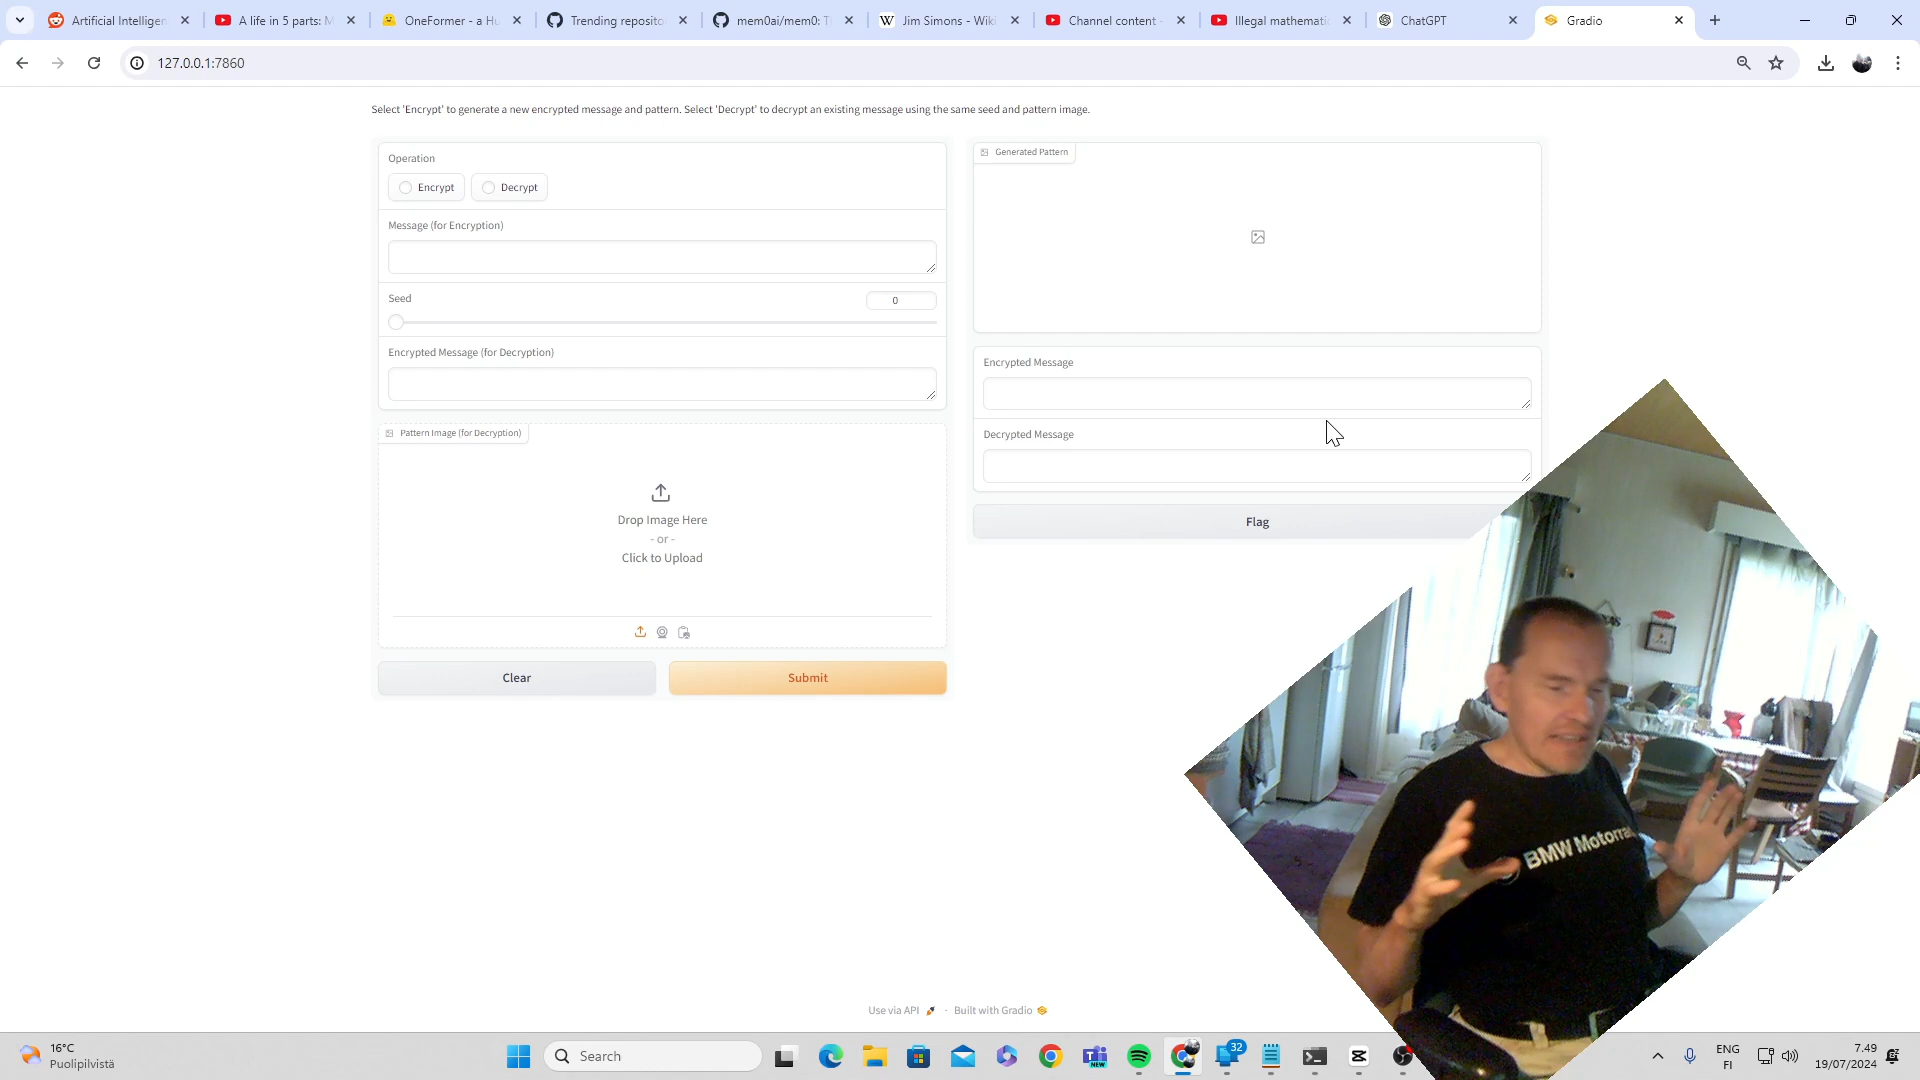 Artificial Intelligen
A life in 5 parts: M
OneFormer - a Hu
Trending reposito
mem0ai/mem0: T
Jim Simons - Wiki
Channel content -
Illegal mathematic
ChatGPT
Gradio
127.0.0.1:7860
Select 'Encrypt' to generate a new encrypted message and pattern. Select 'Decrypt' to decrypt an existing message using the same seed and pattern image.
Operation
Encrypt
Decrypt
Message (for Encryption)
Seed
0
Encrypted Message (for Decryption)
Pattern Image (for Decryption)
Drop Image Here
- or -
Click to Upload
Clear
Submit
Generated Pattern
Encrypted Message
Decrypted Message
Flag
BMW Motorra
Use via API · Built with Gradio
16°C
Puolipilvistä
Search
NEW
32
ENG
FI
7.49
19/07/2024